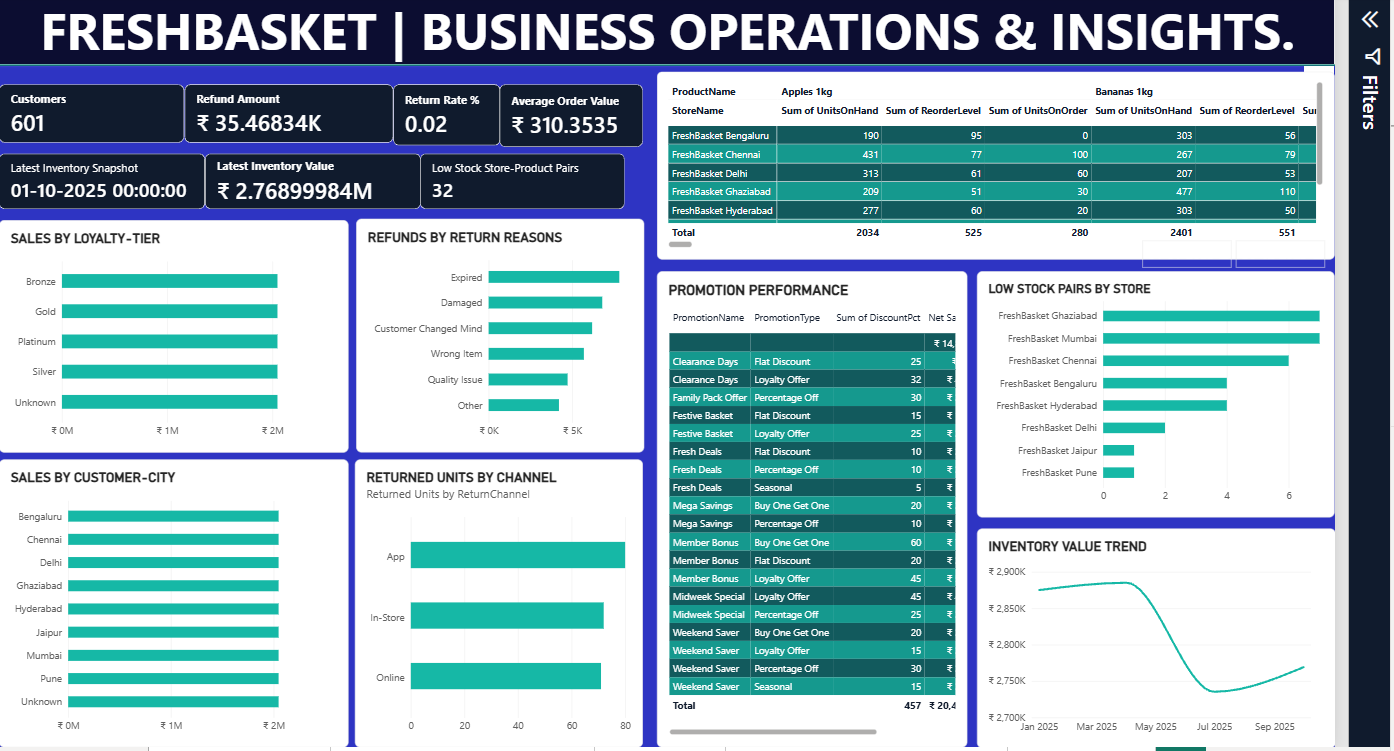 FRESHBASKET | BUSINESS OPERATIONS & INSIGHTS.
Filters
Customers
601
Refund Amount
₹ 35.46834K
Return Rate %
0.02
Average Order Value
₹ 310.3535
Latest Inventory Snapshot
01-10-2025 00:00:00
Latest Inventory Value
₹ 2.76899984M
Low Stock Store-Product Pairs
32
ProductName Apples 1kg Bananas 1kg
StoreName Sum of UnitsOnHand Sum of ReorderLevel Sum of UnitsOnOrder Sum of UnitsOnHand Sum of ReorderLevel Su
FreshBasket Bengaluru 190 95 0 303 56
FreshBasket Chennai 431 77 100 267 79
FreshBasket Delhi 313 61 60 207 53
FreshBasket Ghaziabad 209 51 30 477 110
FreshBasket Hyderabad 277 60 20 303 50
Total 2034 525 280 2401 551
SALES BY LOYALTY-TIER
Bronze
Gold
Platinum
Silver
Unknown
₹ 0M ₹ 1M ₹ 2M
REFUNDS BY RETURN REASONS
Expired
Damaged
Customer Changed Mind
Wrong Item
Quality Issue
Other
₹ 0K ₹ 5K
SALES BY CUSTOMER-CITY
Bengaluru
Chennai
Delhi
Ghaziabad
Hyderabad
Jaipur
Mumbai
Pune
Unknown
₹ 0M ₹ 1M ₹ 2M
RETURNED UNITS BY CHANNEL
Returned Units by ReturnChannel
App
In-Store
Online
0 20 40 60 80
PROMOTION PERFORMANCE
PromotionName PromotionType Sum of DiscountPct Net Sa
₹ 14,
Clearance Days Flat Discount 25 ₹
Clearance Days Loyalty Offer 32 ₹
Family Pack Offer Percentage Off 30 ₹
Festive Basket Flat Discount 15 ₹
Festive Basket Loyalty Offer 25 ₹
Fresh Deals Flat Discount 10 ₹
Fresh Deals Percentage Off 10 ₹
Fresh Deals Seasonal 5 ₹
Mega Savings Buy One Get One 20 ₹
Mega Savings Percentage Off 10 ₹
Member Bonus Buy One Get One 60 ₹
Member Bonus Flat Discount 20 ₹
Member Bonus Loyalty Offer 45 ₹
Midweek Special Loyalty Offer 45 ₹
Midweek Special Percentage Off 25 ₹
Weekend Saver Buy One Get One 20 ₹
Weekend Saver Loyalty Offer 15 ₹
Weekend Saver Percentage Off 30 ₹
Weekend Saver Seasonal 15 ₹
Total 457 ₹ 20,4
LOW STOCK PAIRS BY STORE
FreshBasket Ghaziabad
FreshBasket Mumbai
FreshBasket Chennai
FreshBasket Bengaluru
FreshBasket Hyderabad
FreshBasket Delhi
FreshBasket Jaipur
FreshBasket Pune
0 2 4 6
INVENTORY VALUE TREND
₹ 2,900K
₹ 2,850K
₹ 2,800K
₹ 2,750K
₹ 2,700K
Jan 2025 Mar 2025 May 2025 Jul 2025 Sep 2025